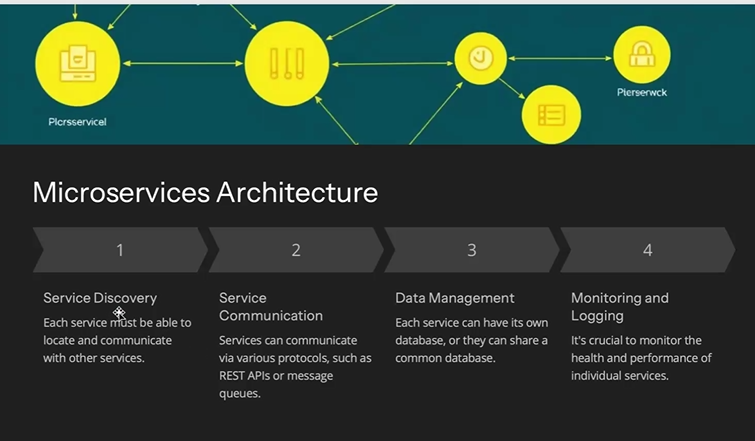 Plcrsservicel
Plerserwck
Microservices Architecture
1
2
3
4
Service Discovery
Each service must be able to
locate and communicate
with other services.
Service
Communication
Services can communicate
via various protocols, such as
REST APIs or message
queues.
Data Management
Each service can have its own
database, or they can share a
common database.
Monitoring and
Logging
It's crucial to monitor the
health and performance of
individual services.